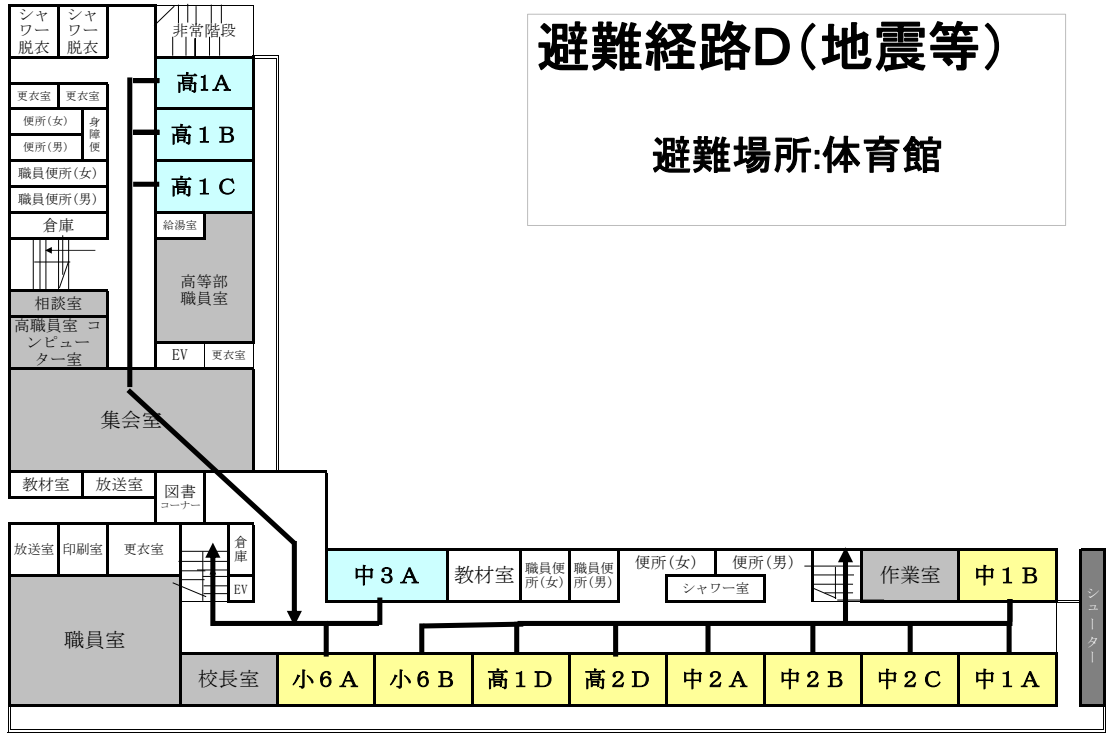 避難経路D(地震等)
避難場所:体育館
シャ
ワー
脱衣
シャ
ワー
脱衣
非常階段
高1A
更衣室
更衣室
便所(女)
身
障
便
高1B
便所(男)
職員便所(女)
高1C
職員便所(男)
倉庫
給湯室
高等部
職員室
相談室
高職員室 コ
ンピュー
ター室
EV
更衣室
集会室
教材室
放送室
図書
コーナー
放送室
印刷室
更衣室
倉
庫
EV
中3A
教材室
職員便
所(女)
職員便
所(男)
便所(女)
便所(男)
シャワー室
作業室
中1B
シューター
職員室
校長室
小6A
小6B
高1D
高2D
中2A
中2B
中2C
中1A